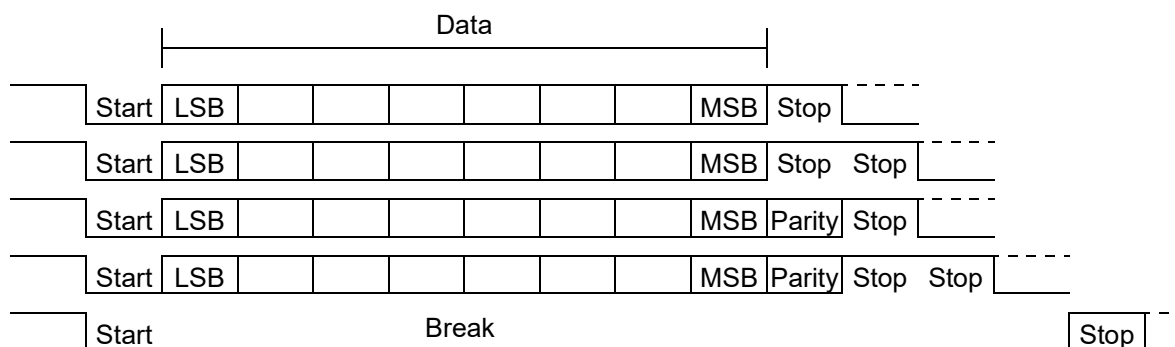 Data
Start LSB MSB Stop
Start LSB MSB Stop Stop
Start LSB MSB Parity Stop
Start LSB MSB Parity Stop Stop
Start Break Stop